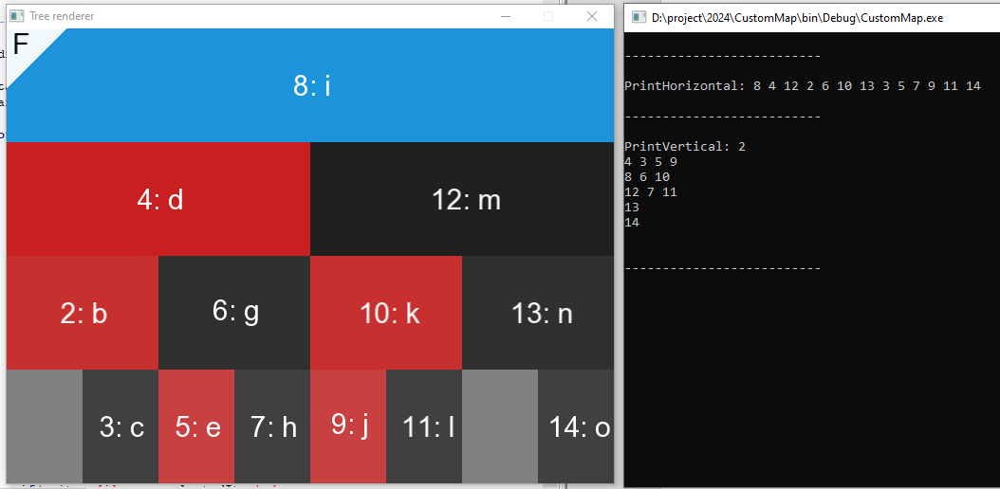 Tree renderer
F
8: i
4: d
12: m
2: b
6: g
10: k
13: n
3: c
5: e
7: h
9: j
11: l
14: o
D:\project\2024\CustomMap\bin\Debug\CustomMap.exe
--------------------------
PrintHorizontal: 8 4 12 2 6 10 13 3 5 7 9 11 14
--------------------------
PrintVertical: 2
4 3 5 9
8 6 10
12 7 11
13
14
--------------------------